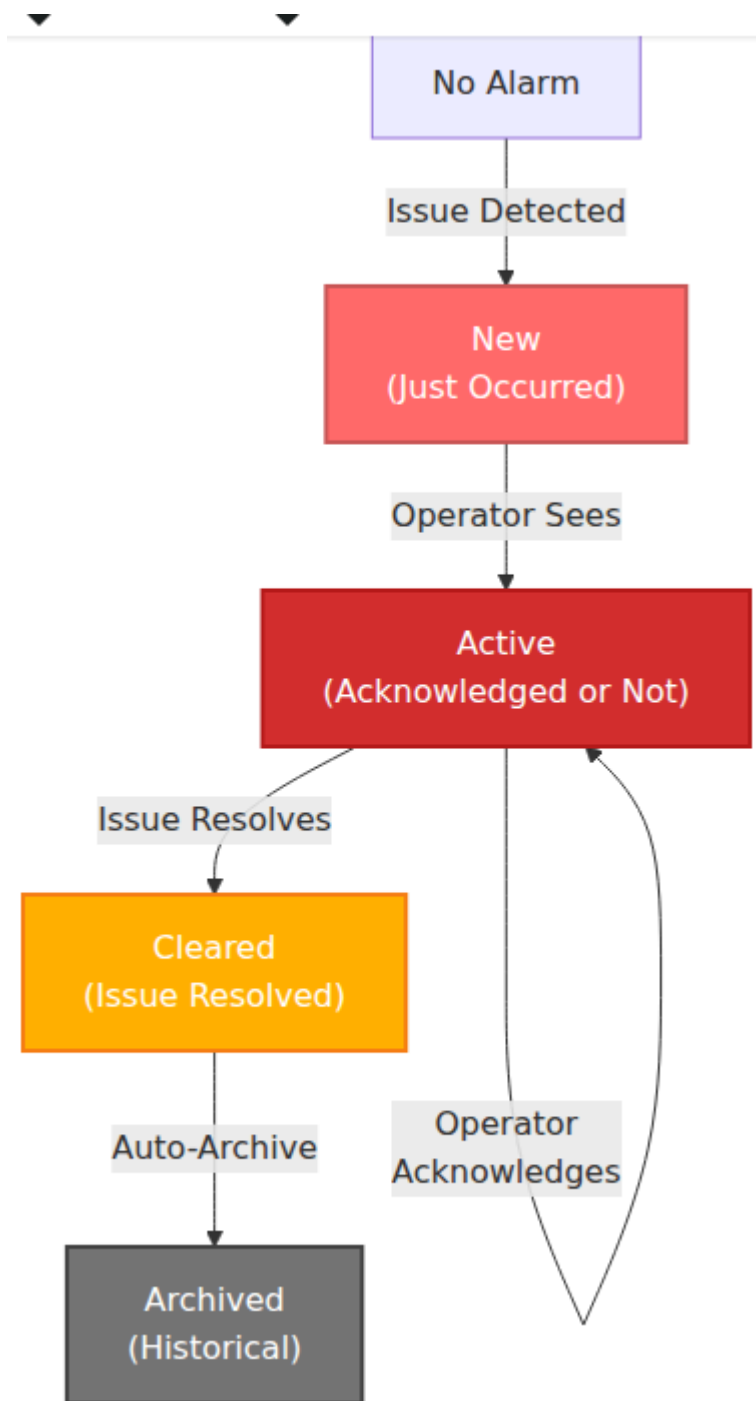 No Alarm
Issue Detected
New
(Just Occurred)
Operator Sees
Active
(Acknowledged or Not)
Issue Resolves
Cleared
(Issue Resolved)
Operator
Acknowledges
Auto-Archive
Archived
(Historical)